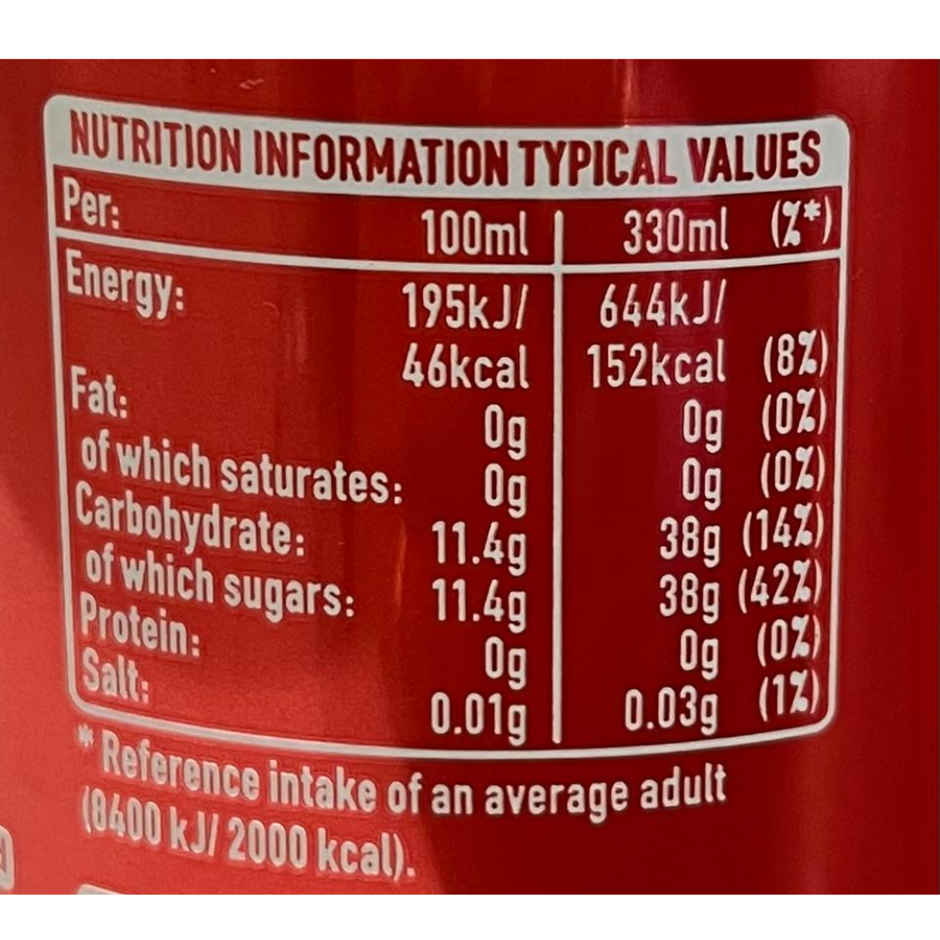 NUTRITION INFORMATION TYPICAL VALUES
Per: 100ml 330ml (%*)
Energy: 195kJ/ 644kJ/
46kcal 152kcal (8%)
Fat: 0g 0g (0%)
of which saturates: 0g 0g (0%)
Carbohydrate: 11.4g 38g (14%)
of which sugars: 11.4g 38g (42%)
Protein: 0g 0g (0%)
Salt: 0.01g 0.03g (1%)
* Reference intake of an average adult
(8400 kJ/ 2000 kcal).